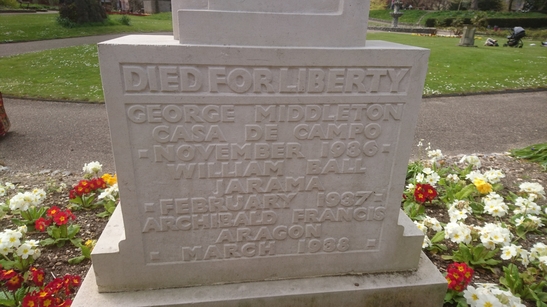 DIED FOR LIBERTY
GEORGE MIDDLETON
CASA DE CAMPO
- NOVEMBER 1936 -
WILLIAM BALL
JARAMA
- FEBRUARY 1937 -
ARCHIBALD FRANCIS
ARAGON
- MARCH 1938 -